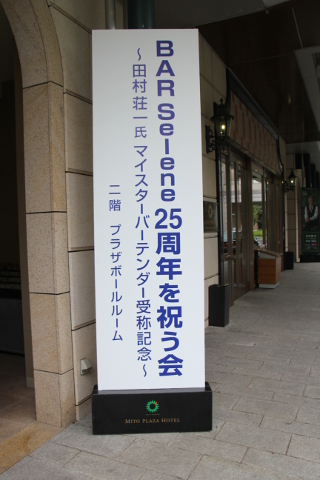 BAR Selene 25周年を祝う会
～田村荘一氏 マイスターバーテンダー受称記念～
二階 プラザボールルーム
MITO PLAZA HOTEL